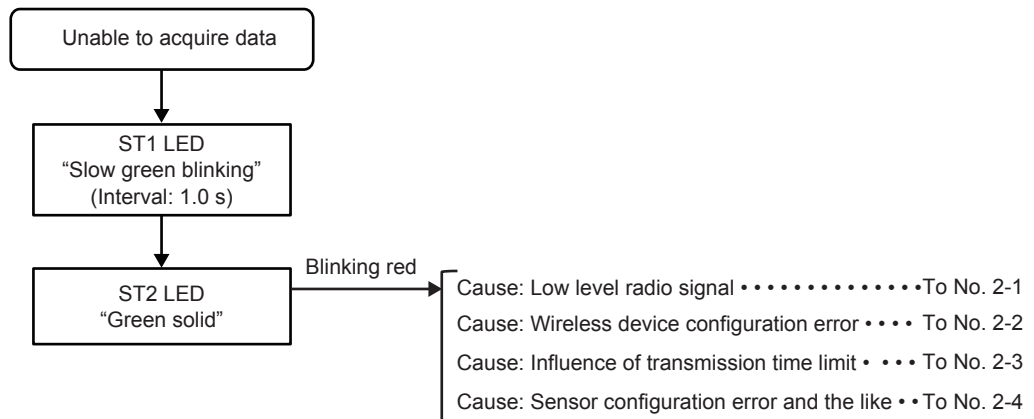 Unable to acquire data
ST1 LED
“Slow green blinking”
(Interval: 1.0 s)
ST2 LED
“Green solid”
Blinking red
Cause: Low level radio signal • • • • • • • • • • • • • •To No. 2-1
Cause: Wireless device configuration error • • • • To No. 2-2
Cause: Influence of transmission time limit • • • • To No. 2-3
Cause: Sensor configuration error and the like • •To No. 2-4